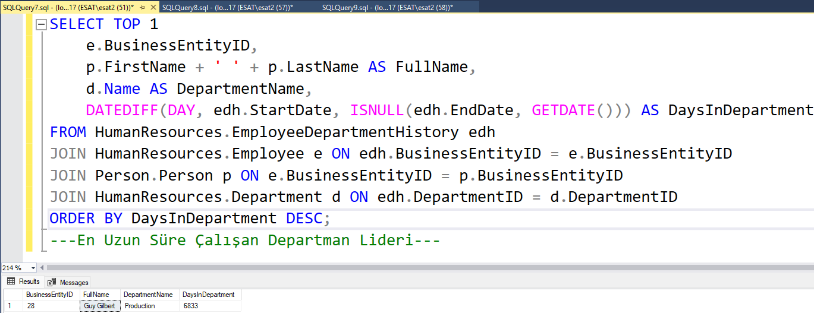 SQLQuery7.sql - (lo...17 (ESAT\esat2 (51))* SQLQuery8.sql - (lo...17 (ESAT\esat2 (57))* SQLQuery9.sql - (lo...17 (ESAT\esat2 (58))*
SELECT TOP 1
e.BusinessEntityID,
p.FirstName + ' ' + p.LastName AS FullName,
d.Name AS DepartmentName,
DATEDIFF(DAY, edh.StartDate, ISNULL(edh.EndDate, GETDATE())) AS DaysInDepartment
FROM HumanResources.EmployeeDepartmentHistory edh
JOIN HumanResources.Employee e ON edh.BusinessEntityID = e.BusinessEntityID
JOIN Person.Person p ON e.BusinessEntityID = p.BusinessEntityID
JOIN HumanResources.Department d ON edh.DepartmentID = d.DepartmentID
ORDER BY DaysInDepartment DESC;
---En Uzun Süre Çalışan Departman Lideri---
214 %
Results Messages
BusinessEntityID FullName DepartmentName DaysInDepartment
1 28 Guy Gilbert Production 6833